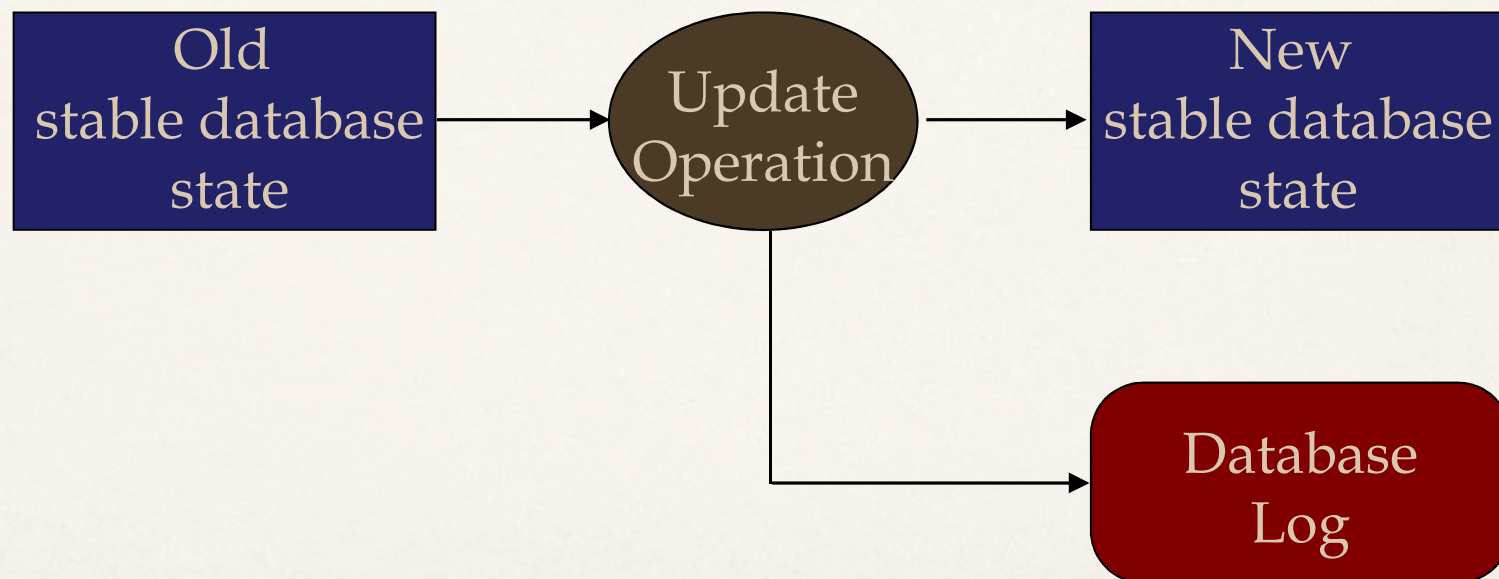 Old
stable database
state
Update
Operation
New
stable database
state
Database
Log